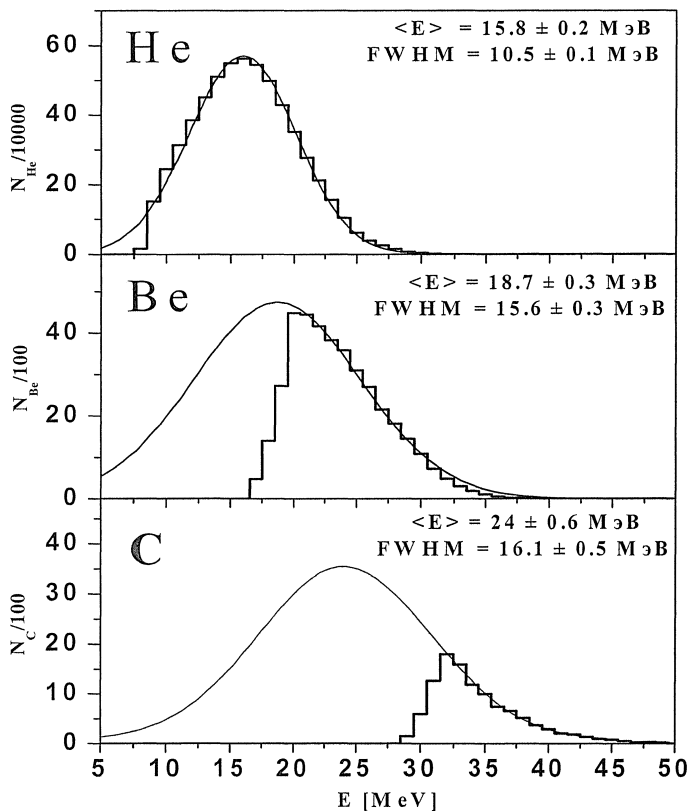 He
<E> = 15.8 ± 0.2 МэВ
FWHM = 10.5 ± 0.1 МэВ
60
40
20
0
N_He/10000
Be
<E> = 18.7 ± 0.3 МэВ
FWHM = 15.6 ± 0.3 МэВ
40
20
0
N_Be/100
C
<E> = 24 ± 0.6 МэВ
FWHM = 16.1 ± 0.5 МэВ
40
30
20
10
0
N_C/100
5 10 15 20 25 30 35 40 45 50
E [MeV]